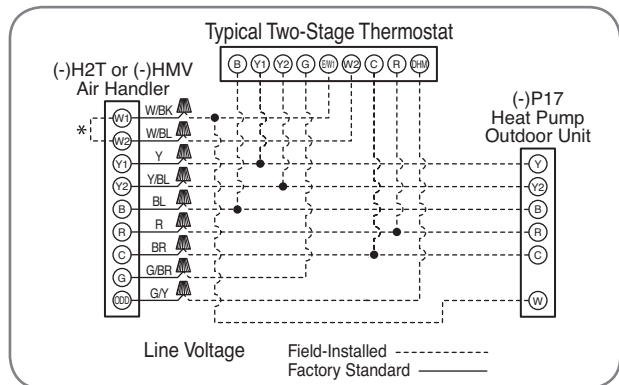 Typical Two-Stage Thermostat
B Y1 Y2 G E/W1 W2 C R DHM
(-)H2T or (-)HMV
Air Handler
(-)P17
Heat Pump
Outdoor Unit
W1 W/BK
*
W2 W/BL
Y1 Y
Y2 Y/BL
B BL
R R
C BR
G G/BR
ODD G/Y
Y
Y2
B
R
C
W
Line Voltage
Field-Installed
Factory Standard